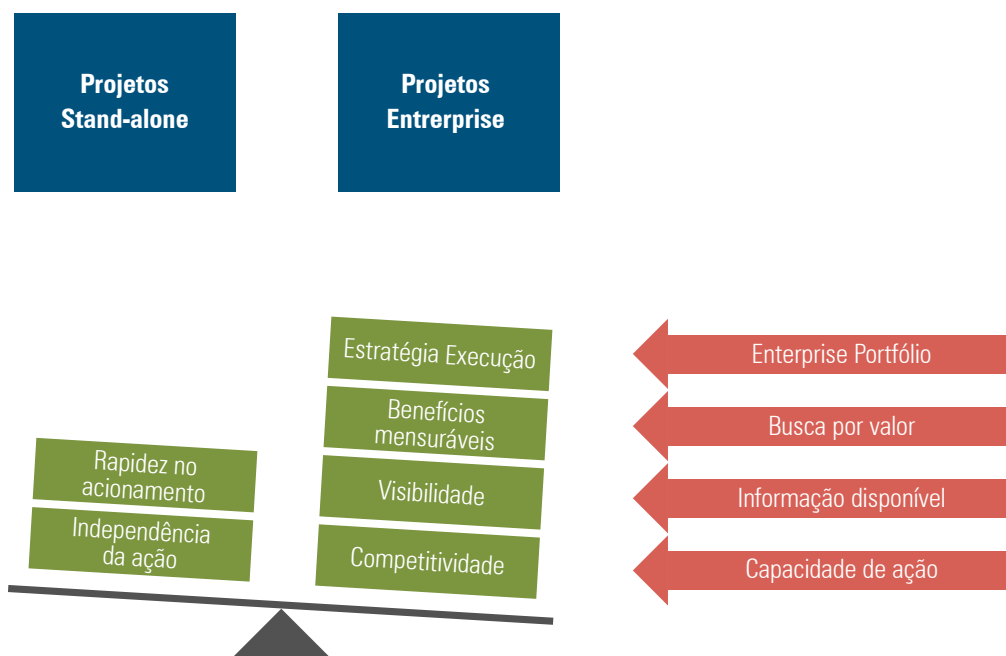 Projetos
Stand-alone
Projetos
Entrerprise
Estratégia Execução
Benefícios
mensuráveis
Visibilidade
Competitividade
Rapidez no
acionamento
Independência
da ação
Enterprise Portfólio
Busca por valor
Informação disponível
Capacidade de ação